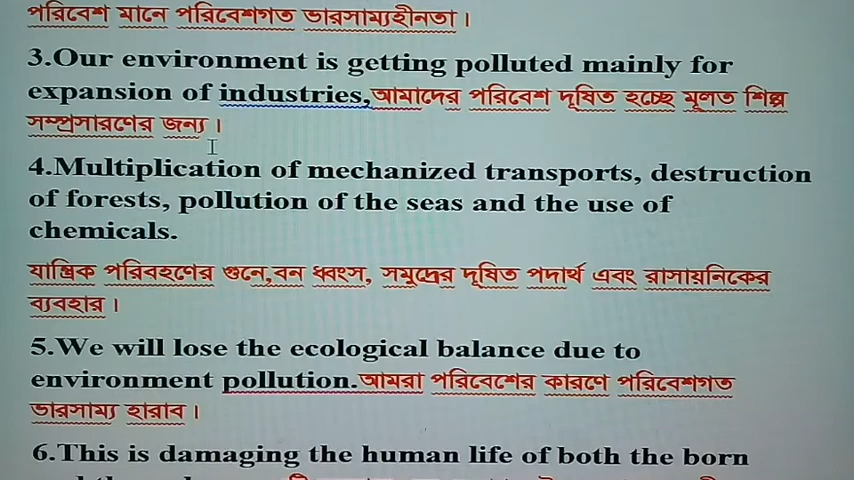 পরিবেশ মানে পরিবেশগত ভারসাম্যহীনতা।
3.Our environment is getting polluted mainly for
expansion of industries,আমাদের পরিবেশ দূষিত হচ্ছে মূলত শিল্প
সম্প্রসারণের জন্য।
4.Multiplication of mechanized transports, destruction
of forests, pollution of the seas and the use of
chemicals.
যান্ত্রিক পরিবহণের গুনে,বন ধ্বংস, সমুদ্রের দূষিত পদার্থ এবং রাসায়নিকের
ব্যবহার।
5.We will lose the ecological balance due to
environment pollution.আমরা পরিবেশের কারণে পরিবেশগত
ভারসাম্য হারাব।
6.This is damaging the human life of both the born